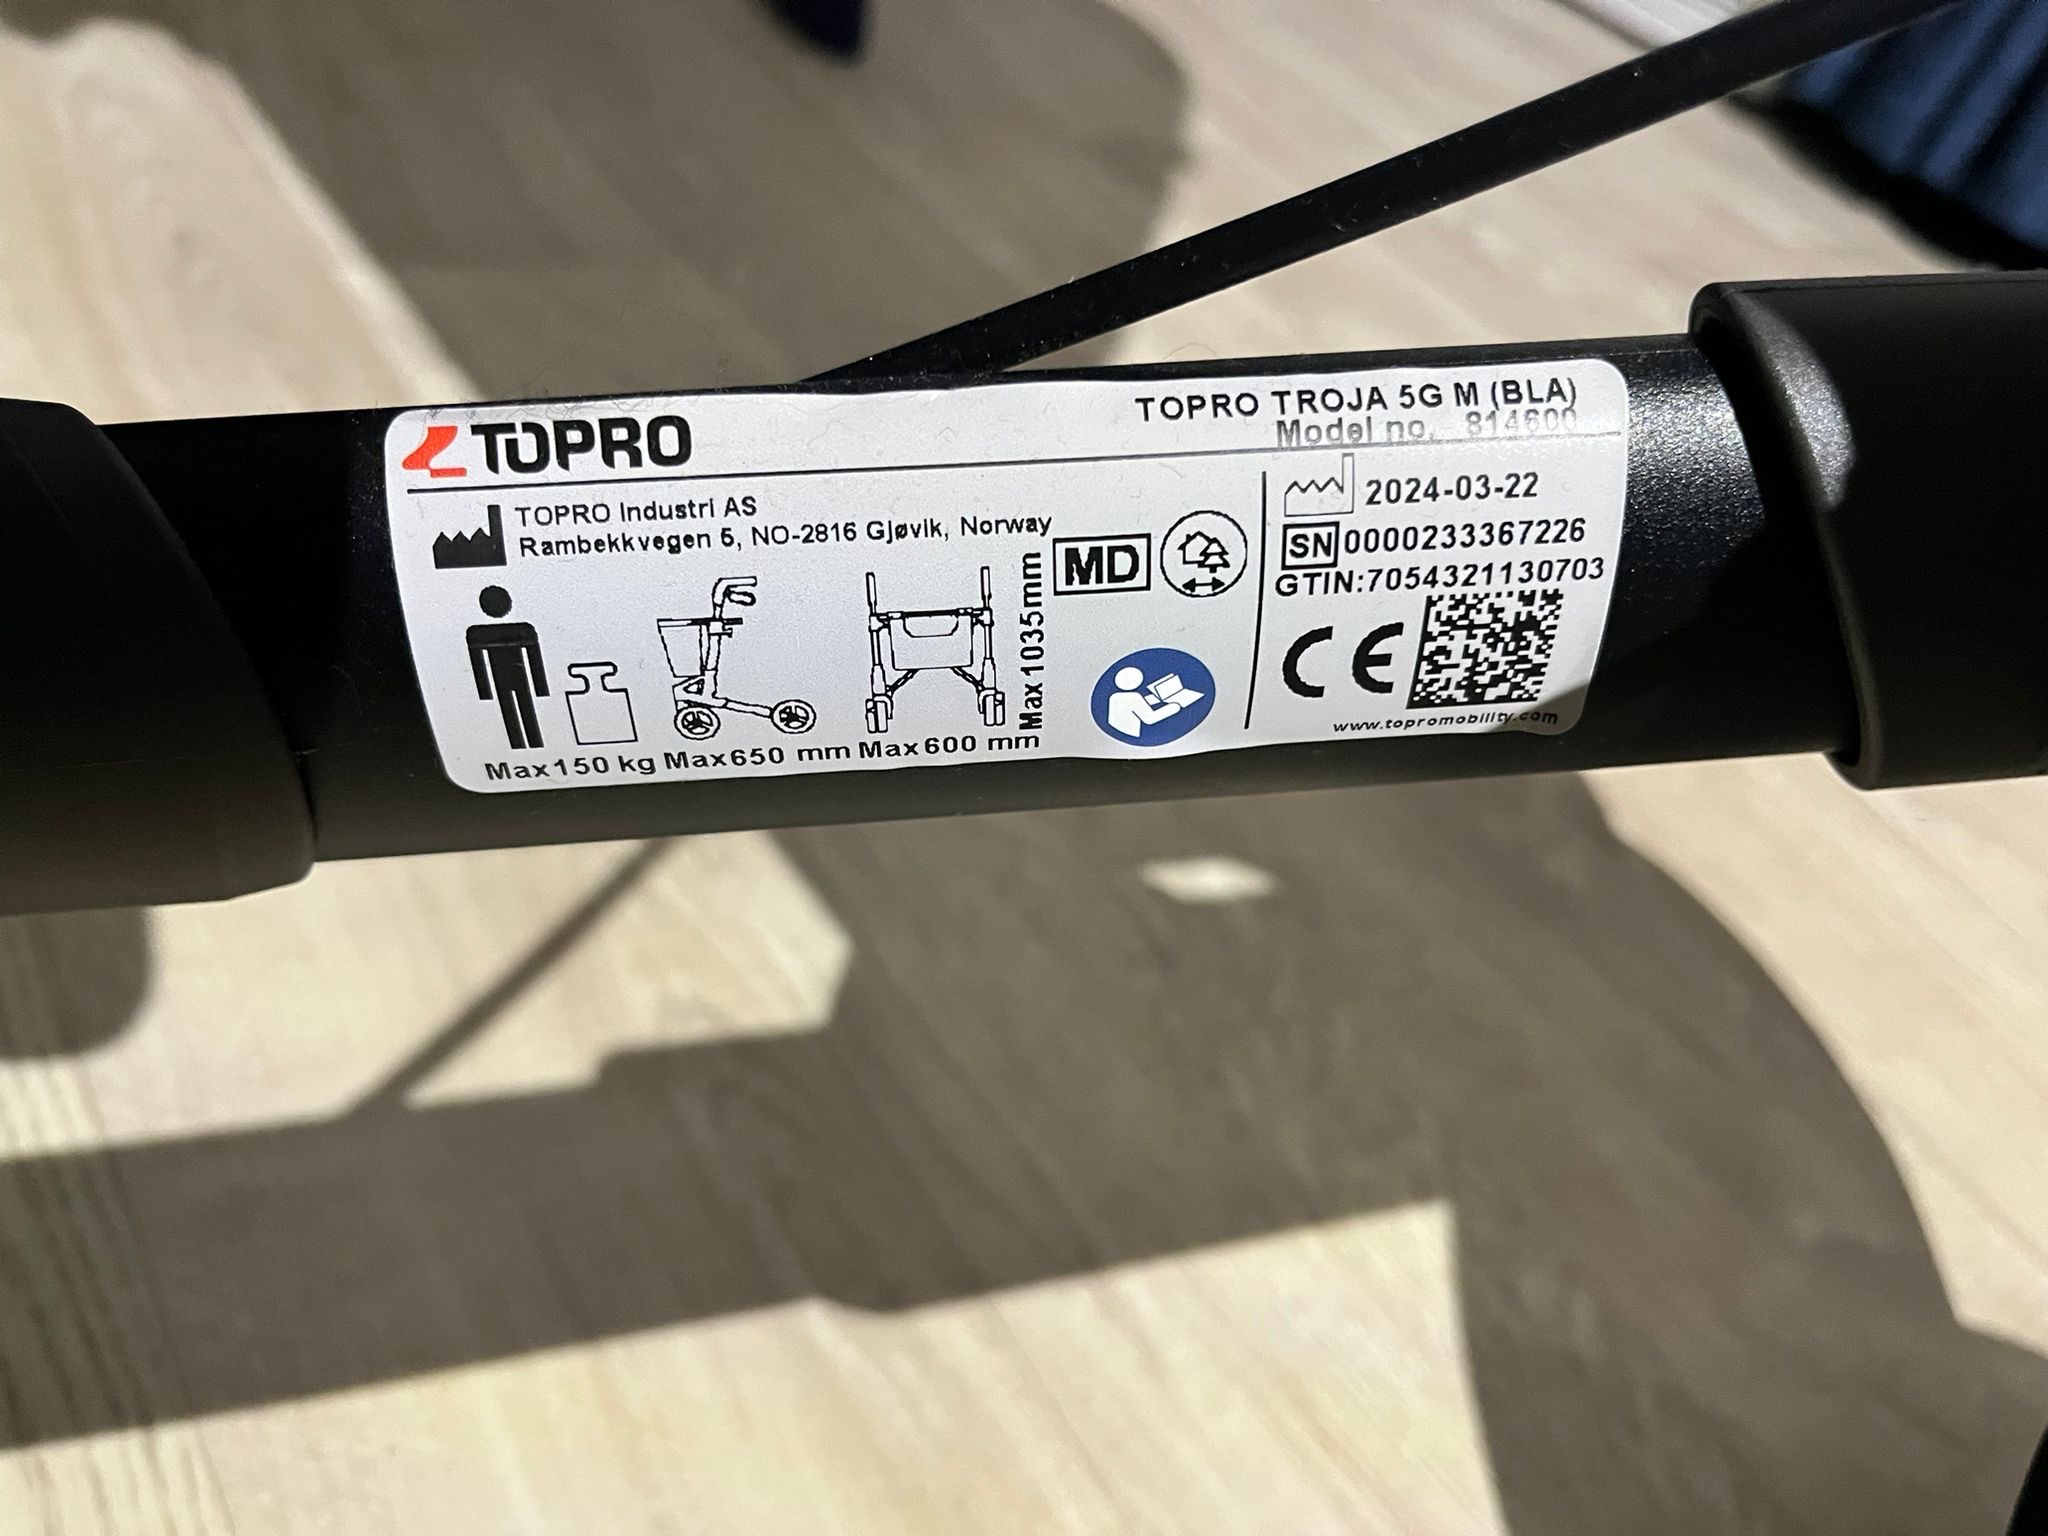 TOPRO
TOPRO TROJA 5G M (BLA)
Model no. 814600
TOPRO Industri AS
Rambekkvegen 5, NO-2816 Gjøvik, Norway
MD
2024-03-22
SN 0000233367226
GTIN:7054321130703
CE
www.topromobility.com
Max 1035mm
Max 150 kg Max 650 mm Max 600 mm